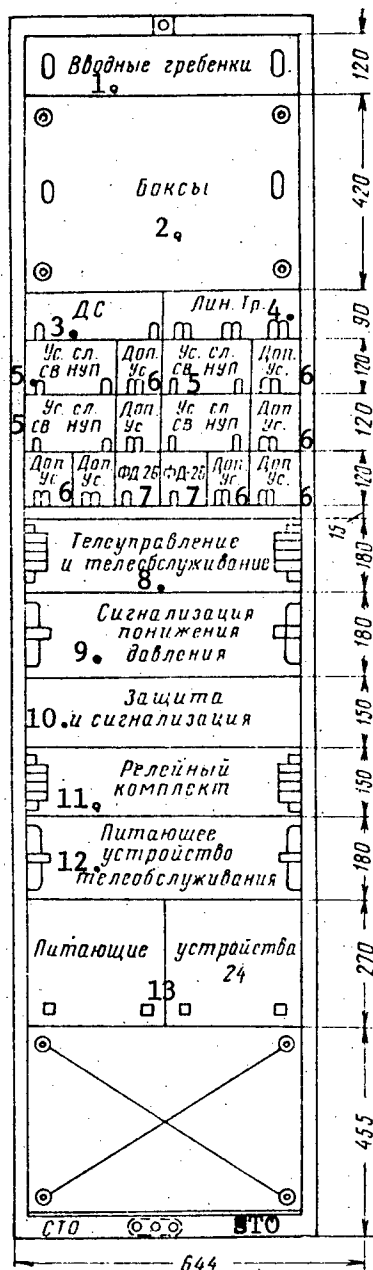 Вводные гребенки
1.
120
Боксы
2.
420
ДС
3.
Лин. Тр.
4.
90
Ус. сл.
св нуп
5.
Доп.
Ус
6
Ус. сл.
св нуп
5
Доп.
Ус.
6
120
Ус сл.
св нуп
5
Доп
Ус
Ус сл
св нуп
Доп.
Ус.
6
120
Доп
Ус.
6
Доп.
Ус.
ФД 2Б
7
ФД-2Б
7
Доп
Ус.
6
Доп.
Ус.
6
120
15
Телеуправление
и телеобслуживание
8.
180
Сигнализация
понижения
давления
9.
180
Защита
10. и сигнализация
150
Релейный
комплект
11.
150
Питающее
устройство
телеобслуживания
12.
180
Питающие устройства
24
13
270
455
СТО
STO
644